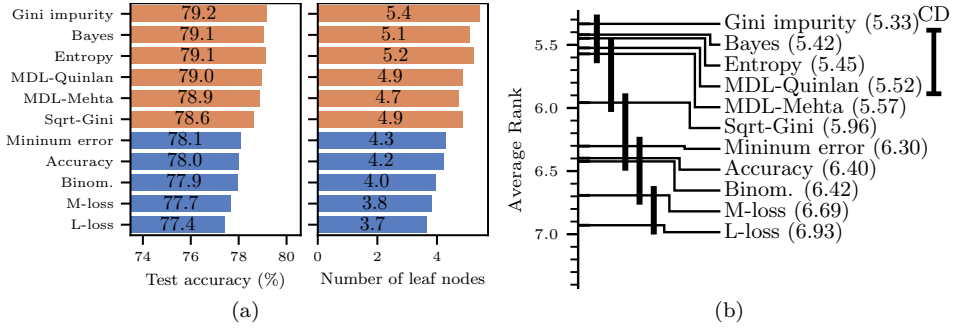 Gini impurity 79.2 5.4
Bayes 79.1 5.1
Entropy 79.1 5.2
MDL-Quinlan 79.0 4.9
MDL-Mehta 78.9 4.7
Sqrt-Gini 78.6 4.9
Mininum error 78.1 4.3
Accuracy 78.0 4.2
Binom. 77.9 4.0
M-loss 77.7 3.8
L-loss 77.4 3.7
74 76 78 80
Test accuracy (%)
0 2 4
Number of leaf nodes
(a)
Average Rank
5.5
6.0
6.5
7.0
CD
Gini impurity (5.33)
Bayes (5.42)
Entropy (5.45)
MDL-Quinlan (5.52)
MDL-Mehta (5.57)
Sqrt-Gini (5.96)
Mininum error (6.30)
Accuracy (6.40)
Binom. (6.42)
M-loss (6.69)
L-loss (6.93)
(b)